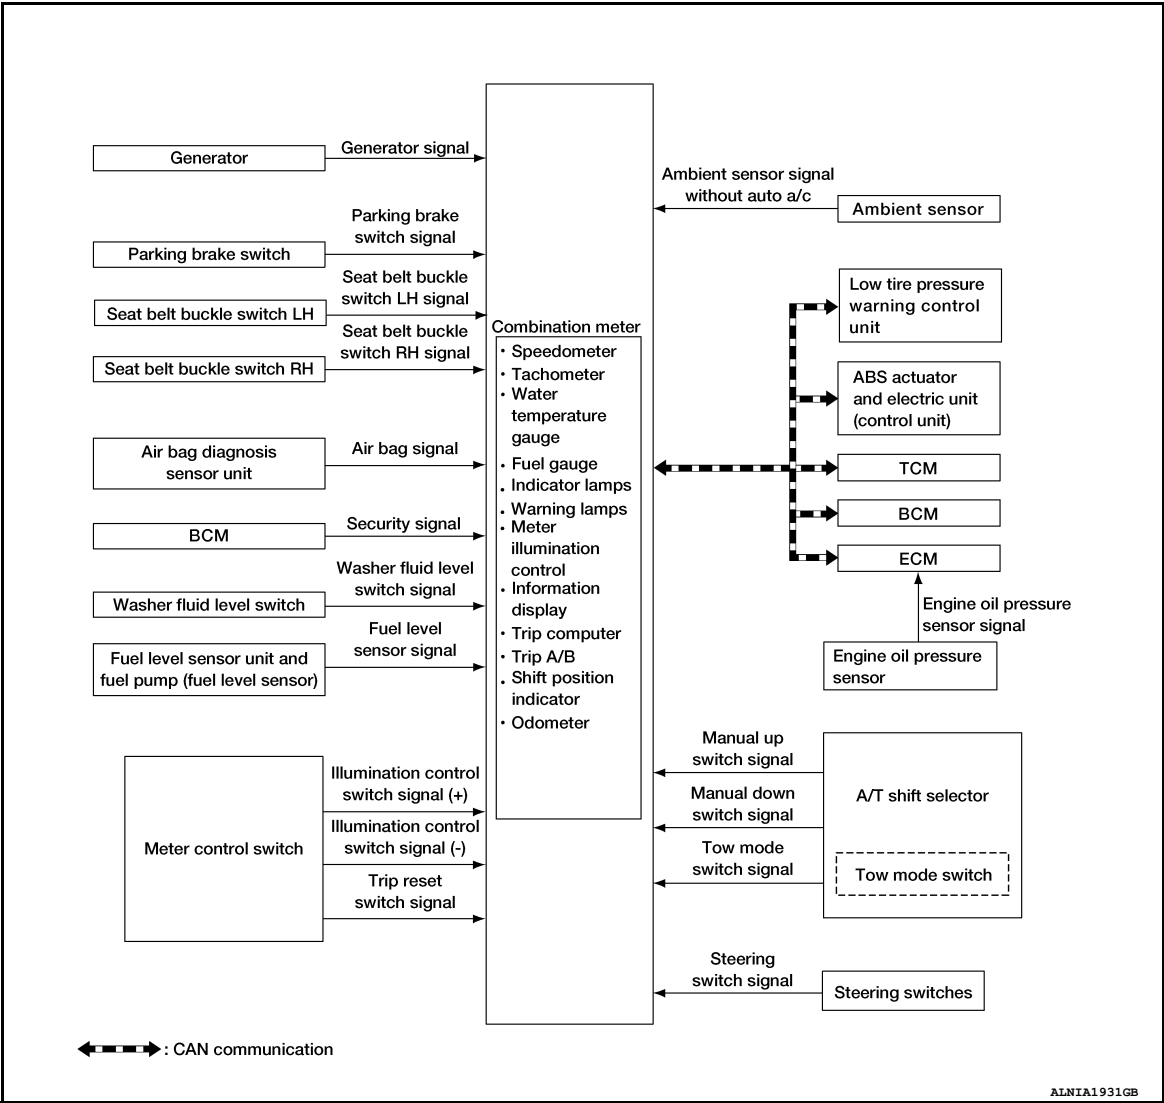 Generator
Generator signal
Parking brake
switch signal
Parking brake switch
Seat belt buckle
switch LH signal
Seat belt buckle switch LH
Seat belt buckle
switch RH signal
Seat belt buckle switch RH
Air bag diagnosis
sensor unit
Air bag signal
BCM
Security signal
Washer fluid level
switch signal
Washer fluid level switch
Fuel level
sensor signal
Fuel level sensor unit and
fuel pump (fuel level sensor)
Meter control switch
Illumination control
switch signal (+)
Illumination control
switch signal (-)
Trip reset
switch signal
Combination meter
· Speedometer
· Tachometer
· Water
temperature
gauge
· Fuel gauge
· Indicator lamps
· Warning lamps
· Meter
illumination
control
· Information
display
· Trip computer
· Trip A/B
· Shift position
indicator
· Odometer
Ambient sensor signal
without auto a/c
Ambient sensor
Low tire pressure
warning control
unit
ABS actuator
and electric unit
(control unit)
TCM
BCM
ECM
Engine oil pressure
sensor signal
Engine oil pressure
sensor
Manual up
switch signal
Manual down
switch signal
Tow mode
switch signal
A/T shift selector
Tow mode switch
Steering
switch signal
Steering switches
: CAN communication
ALNIA1931GB